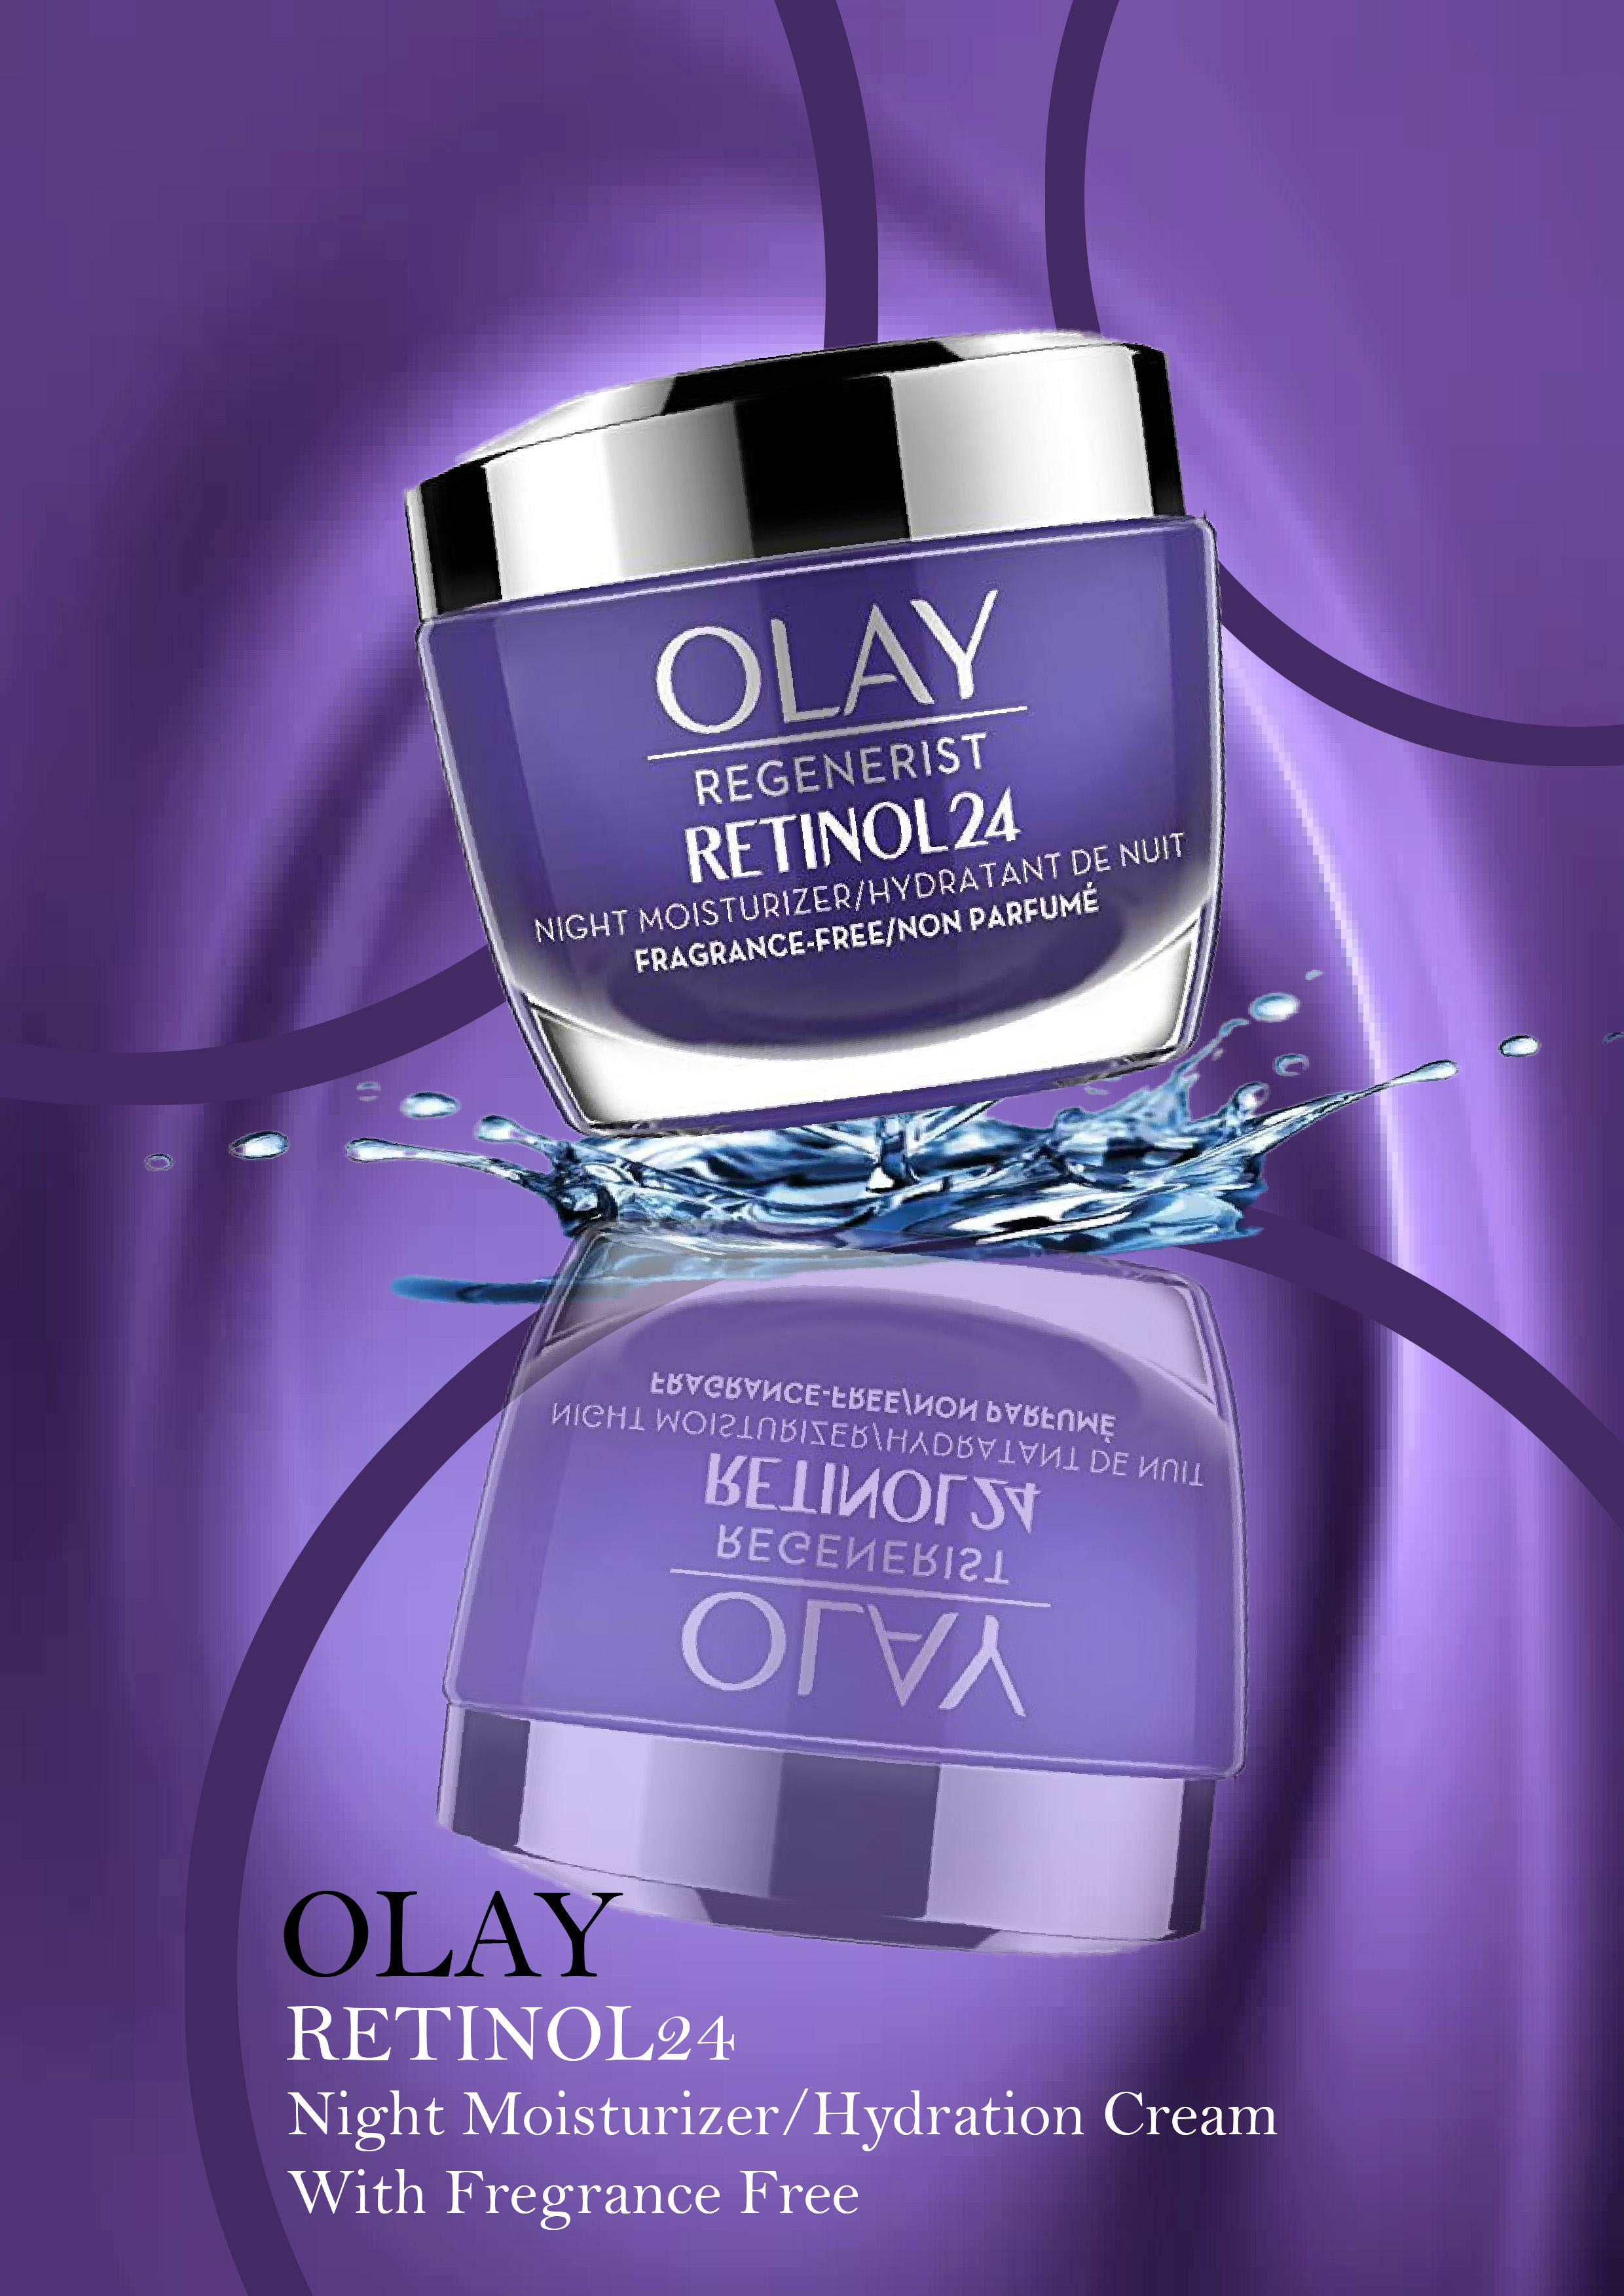 OLAY
REGENERIST
RETINOL24
NIGHT MOISTURIZER/HYDRATANT DE NUIT
FRAGRANCE-FREE/NON PARFUMÉ
FRAGRANCE-FREE/NON PARFUMÉ
NIGHT MOISTURIZER/HYDRATANT DE NUIT
RETINOL24
REGENERIST
OLAY
OLAY
RETINOL24
Night Moisturizer/Hydration Cream
With Fregrance Free